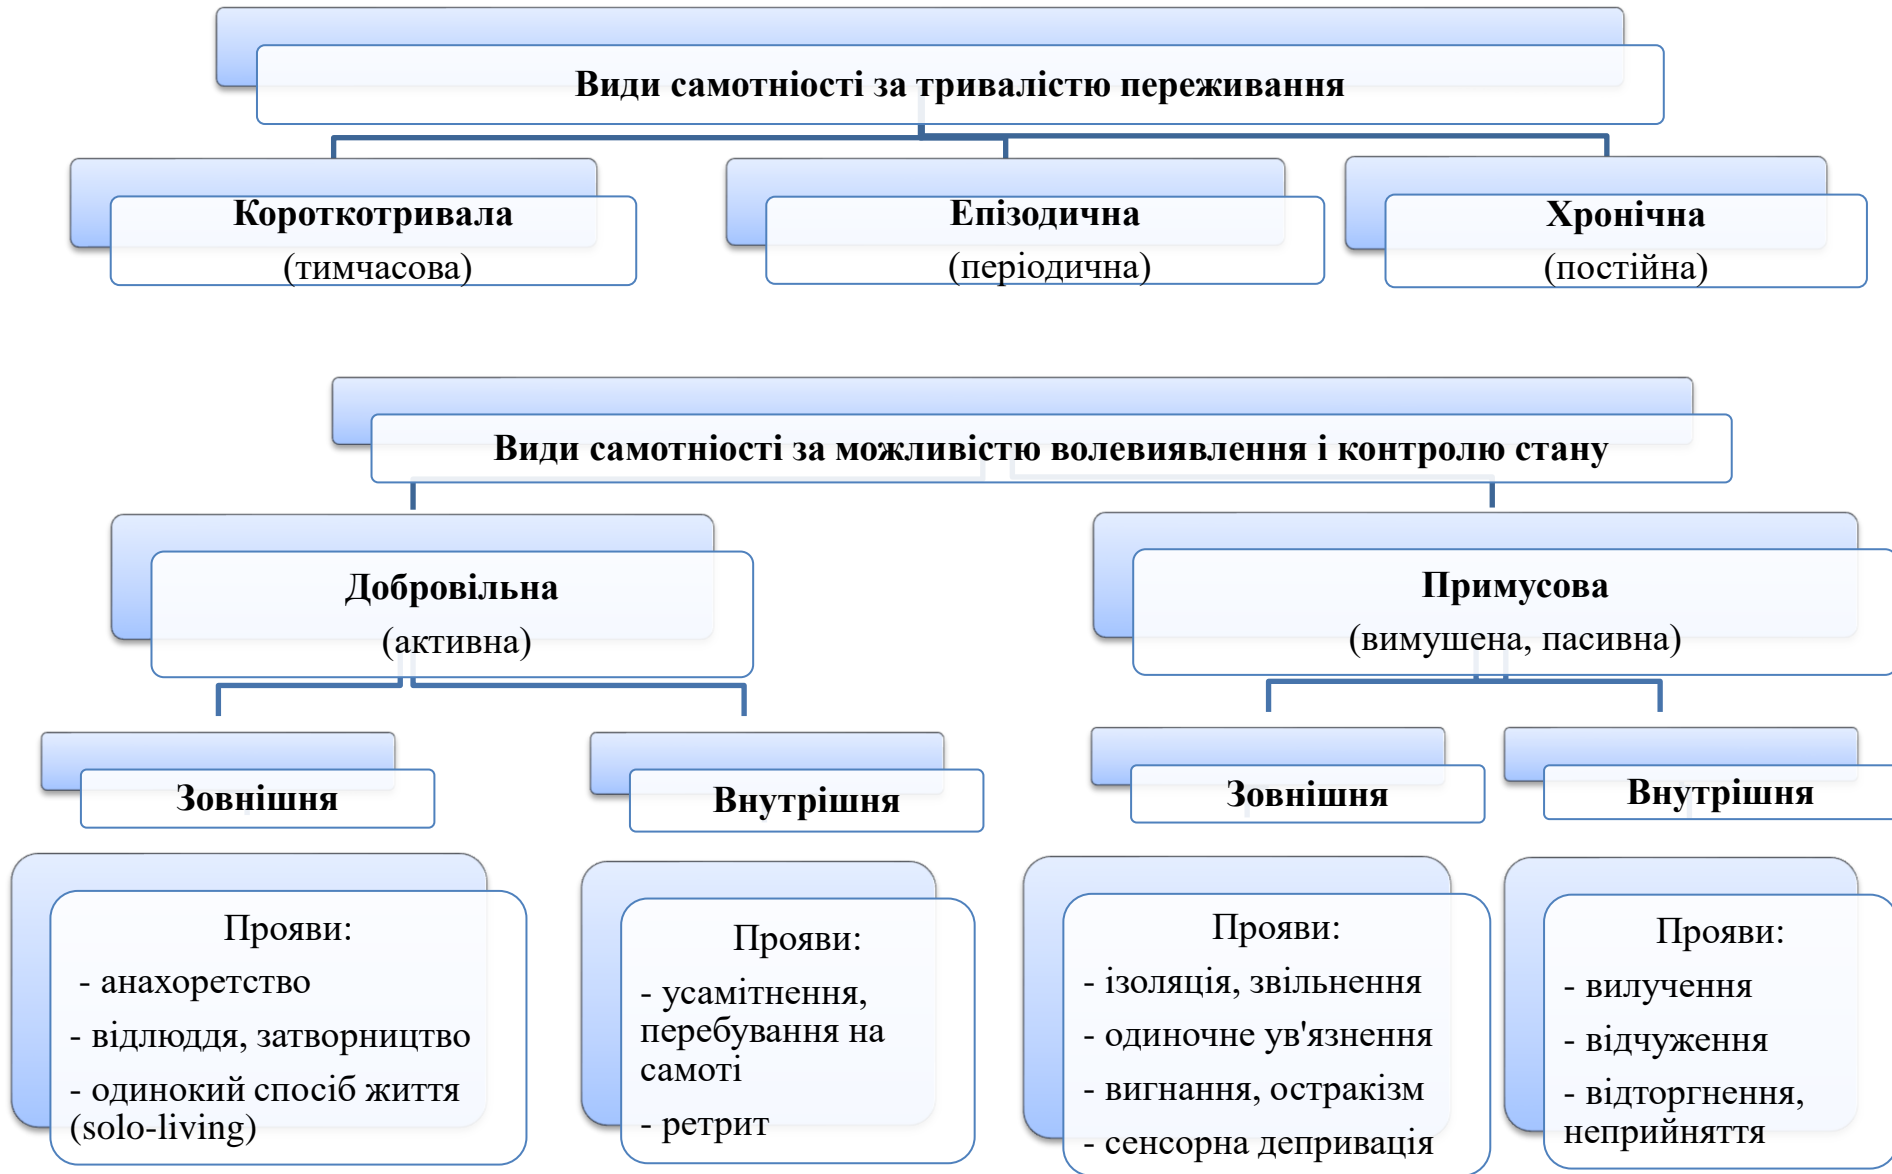 Види самотніості за тривалістю переживання
Короткотривала
(тимчасова)
Епізодична
(періодична)
Хронічна
(постійна)
Види самотніості за можливістю волевиявлення і контролю стану
Добровільна
(активна)
Примусова
(вимушена, пасивна)
Зовнішня
Внутрішня
Зовнішня
Внутрішня
Прояви:
- анахоретство
- відлюддя, затворництво
- одинокий спосіб життя
(solo-living)
Прояви:
- усамітнення,
перебування на
самоті
- ретрит
Прояви:
- ізоляція, звільнення
- одиночне ув'язнення
- вигнання, остракізм
- сенсорна депривація
Прояви:
- вилучення
- відчуження
- відторгнення,
неприйняття